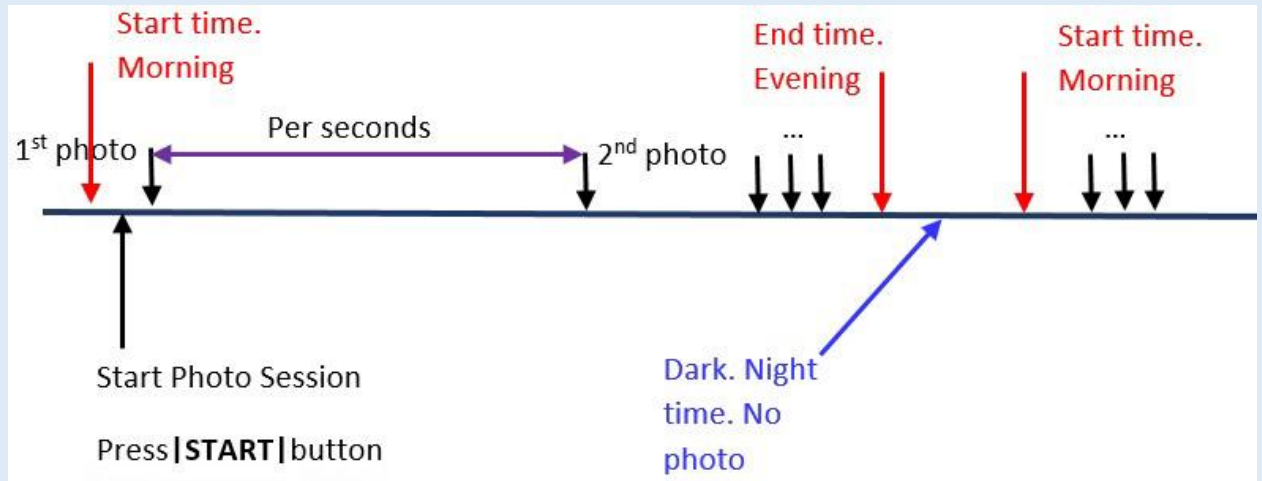 Start time.
Morning
End time.
Evening
Start time.
Morning
1st photo
Per seconds
2nd photo
...
...
Start Photo Session
Press|START|button
Dark. Night
time. No
photo